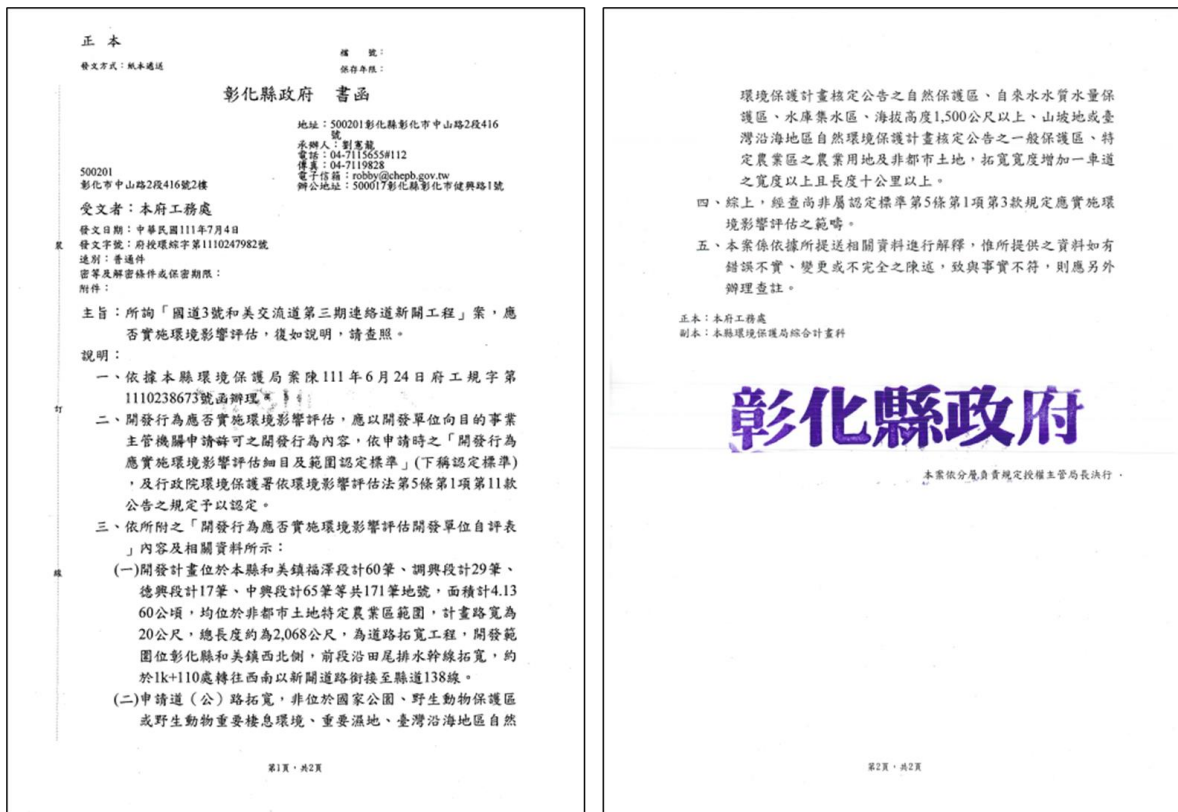 正 本
檔 號：
保存年限：
發文方式：紙本遞送
彰化縣政府 書函
地址：500201彰化縣彰化市中山路2段416
號
承辦人：劉憲龍
電話：04-7115655#112
傳真：04-7119828
電子信箱：robby@chepb.gov.tw
辦公地址：500017彰化縣彰化市健興路1號
500201
彰化市中山路2段416號2樓
受文者：本府工務處
發文日期：中華民國111年7月4日
發文字號：府授環綜字第1110247982號
速別：普通件
密等及解密條件或保密期限：
附件：
主旨：所詢「國道3號和美交流道第三期連絡道新闢工程」案，應
否實施環境影響評估，復如說明，請查照。
說明：
一、依據本縣環境保護局案陳111年6月24日府工規字第
1110238673號函辦理。
二、開發行為應否實施環境影響評估，應以開發單位向目的事業
主管機關申請許可之開發行為內容，依申請時之「開發行為
應實施環境影響評估細目及範圍認定標準」(下稱認定標準)
，及行政院環境保護署依環境影響評估法第5條第1項第11款
公告之規定予以認定。
三、依所附之「開發行為應否實施環境影響評估開發單位自評表
」內容及相關資料所示：
(一)開發計畫位於本縣和美鎮福澤段計60筆、調興段計29筆、
德興段計17筆、中興段計65筆等共171筆地號，面積計4.13
60公頃，均位於非都市土地特定農業區範圍，計畫路寬為
20公尺，總長度約為2,068公尺，為道路拓寬工程，開發範
圍位彰化縣和美鎮西北側，前段沿田尾排水幹線拓寬，約
於1k+110處轉往西南以新闢道路銜接至縣道138線。
(二)申請道（公）路拓寬，非位於國家公園、野生動物保護區
或野生動物重要棲息環境、重要濕地、臺灣沿海地區自然
裝
訂
線
第1頁，共2頁
環境保護計畫核定公告之自然保護區、自來水水質水量保
護區、水庫集水區、海拔高度1,500公尺以上、山坡地或臺
灣沿海地區自然環境保護計畫核定公告之一般保護區、特
定農業區之農業用地及非都市土地，拓寬寬度增加一車道
之寬度以上且長度十公里以上。
四、綜上，經查尚非屬認定標準第5條第1項第3款規定應實施環
境影響評估之範疇。
五、本案係依據所提送相關資料進行解釋，惟所提供之資料如有
錯誤不實、變更或不完全之陳述，致與事實不符，則應另外
辦理查註。
正本：本府工務處
副本：本縣環境保護局綜合計畫科
彰化縣政府
本案依分層負責規定授權主管局長決行。
第2頁，共2頁